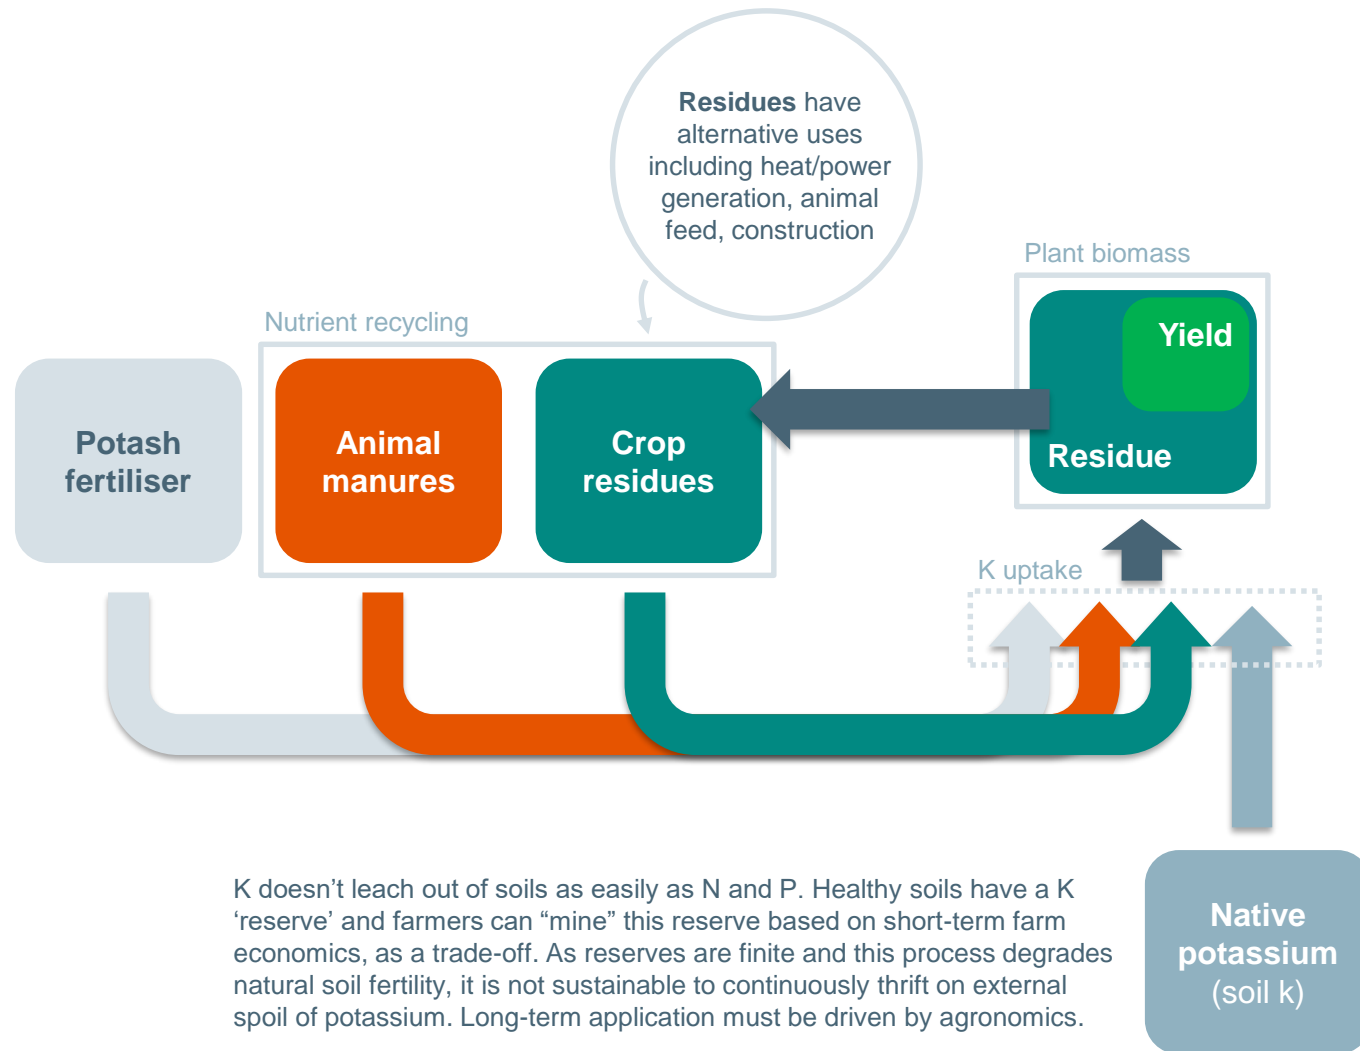 Residues have
alternative uses
including heat/power
generation, animal
feed, construction
Plant biomass
Yield
Residue
Nutrient recycling
Potash
fertiliser
Animal
manures
Crop
residues
K uptake
K doesn’t leach out of soils as easily as N and P. Healthy soils have a K
‘reserve’ and farmers can “mine” this reserve based on short-term farm
economics, as a trade-off. As reserves are finite and this process degrades
natural soil fertility, it is not sustainable to continuously thrift on external
spoil of potassium. Long-term application must be driven by agronomics.
Native
potassium
(soil k)